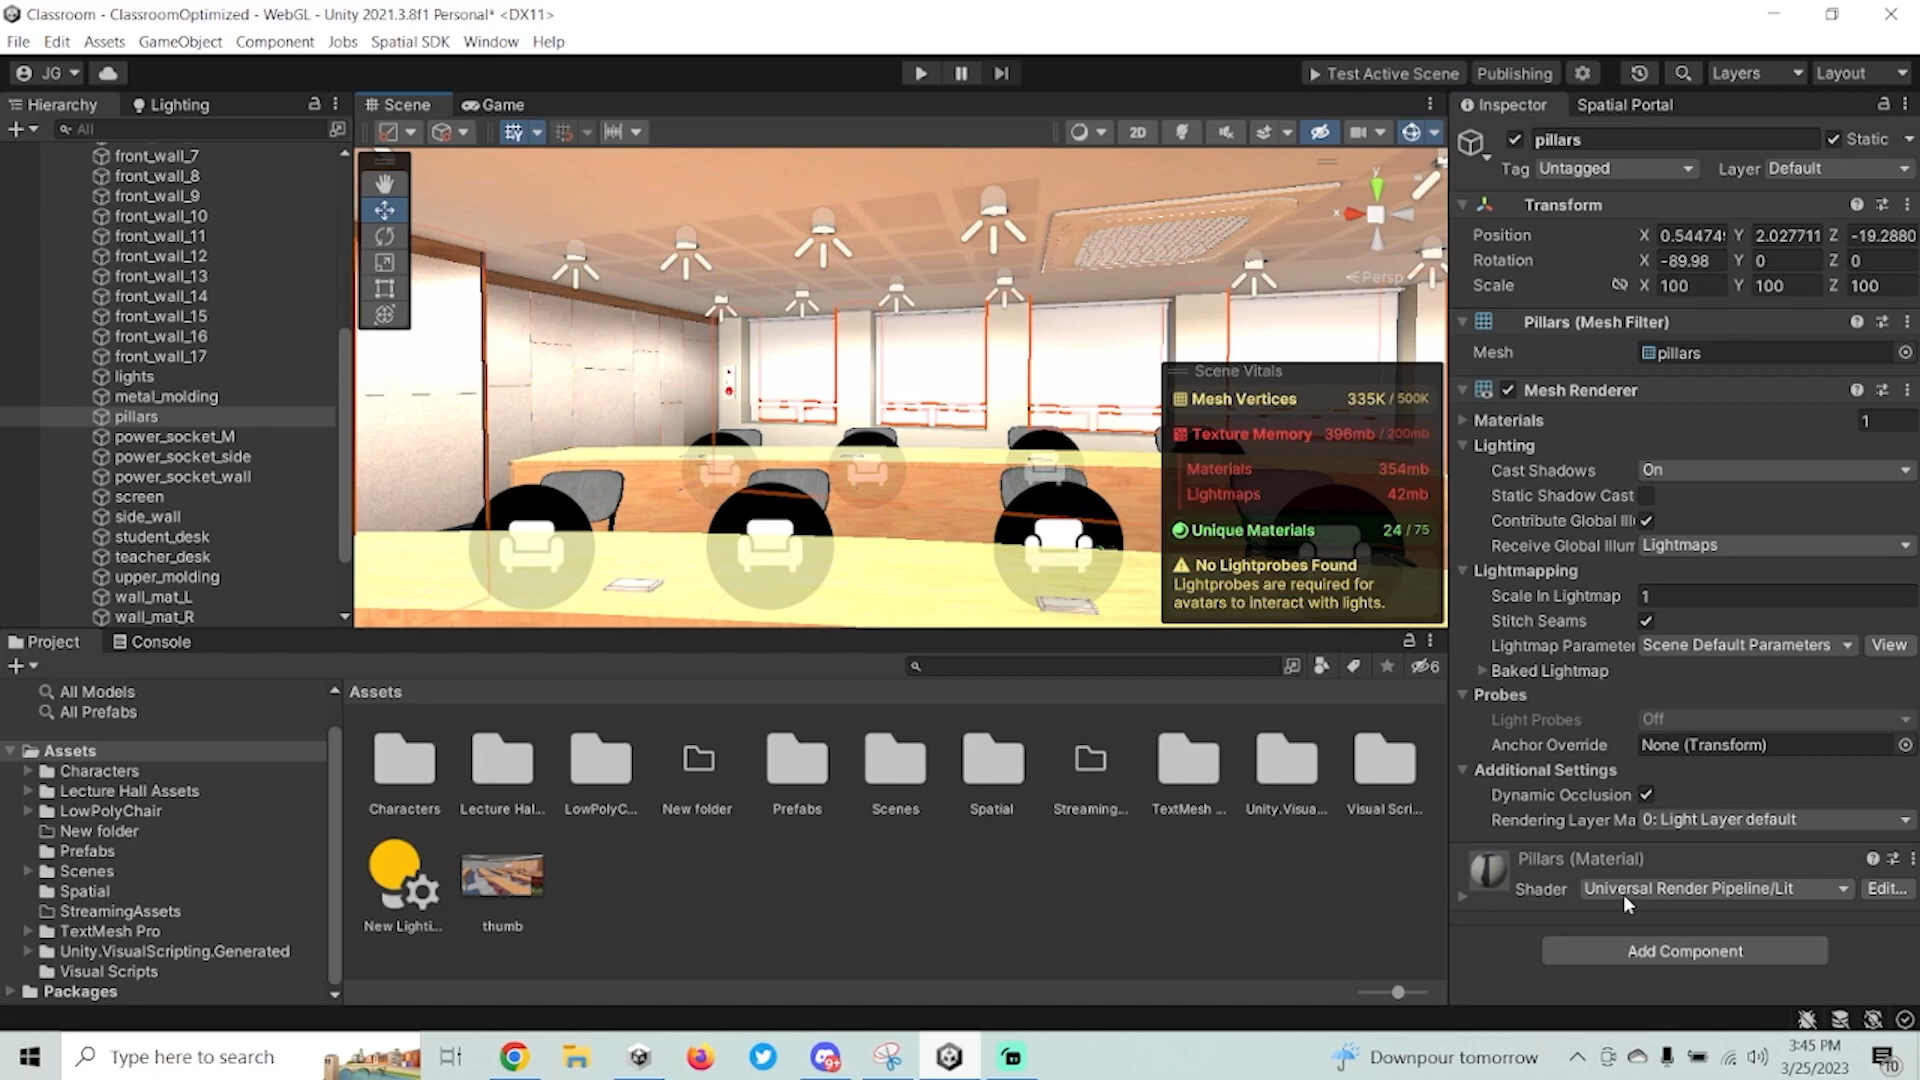 Classroom - ClassroomOptimized - WebGL - Unity 2021.3.8f1 Personal* <DX11>
File Edit Assets GameObject Component Jobs Spatial SDK Window Help
JG Test Active Scene Publishing Layers Layout
Hierarchy Lighting
All
front_wall_7
front_wall_8
front_wall_9
front_wall_10
front_wall_11
front_wall_12
front_wall_13
front_wall_14
front_wall_15
front_wall_16
front_wall_17
lights
metal_molding
pillars
power_socket_M
power_socket_side
power_socket_wall
screen
side_wall
student_desk
teacher_desk
upper_molding
wall_mat_L
wall_mat_R
Scene Game
2D
y
x
Persp
Scene Vitals
Mesh Vertices 335K / 500K
Texture Memory 396mb / 200mb
Materials 354mb
Lightmaps 42mb
Unique Materials 24 / 75
No Lightprobes Found
Lightprobes are required for
avatars to interact with lights.
Inspector Spatial Portal
pillars Static
Tag Untagged Layer Default
Transform
Position X 0.54474 Y 2.027711 Z -19.2880
Rotation X -89.98 Y 0 Z 0
Scale X 100 Y 100 Z 100
Pillars (Mesh Filter)
Mesh pillars
Mesh Renderer
Materials 1
Lighting
Cast Shadows On
Static Shadow Cast
Contribute Global Illu
Receive Global Illum Lightmaps
Lightmapping
Scale In Lightmap 1
Stitch Seams
Lightmap Parameter Scene Default Parameters View
Baked Lightmap
Probes
Light Probes Off
Anchor Override None (Transform)
Additional Settings
Dynamic Occlusion
Rendering Layer Ma 0: Light Layer default
Pillars (Material)
Shader Universal Render Pipeline/Lit Edit...
Add Component
Project Console
6
All Models
All Prefabs
Assets
Characters
Lecture Hall Assets
LowPolyChair
New folder
Prefabs
Scenes
Spatial
StreamingAssets
TextMesh Pro
Unity.VisualScripting.Generated
Visual Scripts
Packages
Assets
Characters Lecture Hal... LowPolyC... New folder Prefabs Scenes Spatial Streaming... TextMesh ... Unity.Visua... Visual Scri...
New Lighti... thumb
Type here to search
9+
Downpour tomorrow
3:45 PM
3/25/2023
10